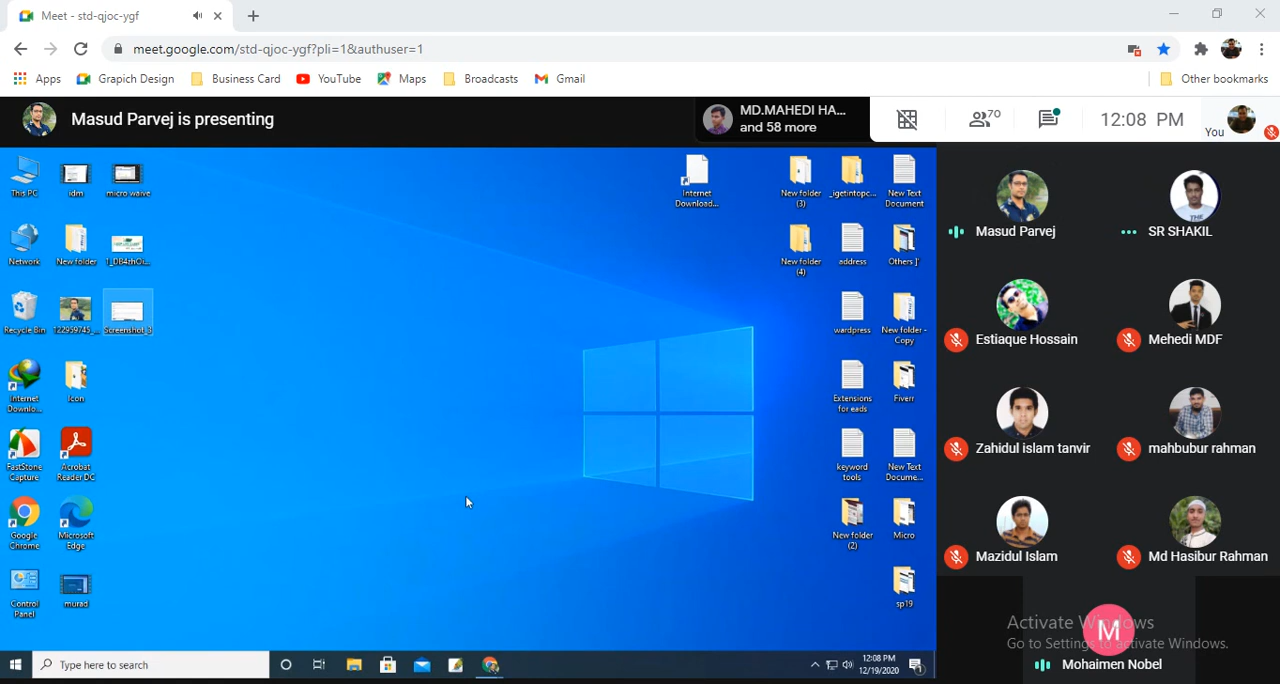 Meet - std-qjoc-ygf
meet.google.com/std-qjoc-ygf?pli=1&authuser=1
Apps Grapich Design Business Card YouTube Maps Broadcasts Gmail Other bookmarks
Masud Parvej is presenting
MD.MAHEDI HA...
and 58 more
70
12:08 PM
You
This PC
idm
micro waive
Internet
Download...
New folder
(3)
_igetintopc...
New Text
Document
Network
New folder
New folder
(4)
address
Others ]'
Recycle Bin
122959745_...
Screenshot_3
wardpress
New folder -
Copy
Internet
Downlo...
Icon
Extensions
for eads
Fiverr
FastStone
Capture
Acrobat
Reader DC
keyword
tools
New Text
Docume...
Google
Chrome
Microsoft
Edge
New folder
(2)
Micro
Control
Panel
murad
sp19
Type here to search
12:08 PM
12/19/2020
1
Masud Parvej
THE
SR SHAKIL
Estiaque Hossain
Mehedi MDF
Zahidul islam tanvir
mahbubur rahman
Mazidul Islam
Md Hasibur Rahman
M
Mohaimen Nobel
Activate Windows
Go to Settings to activate Windows.